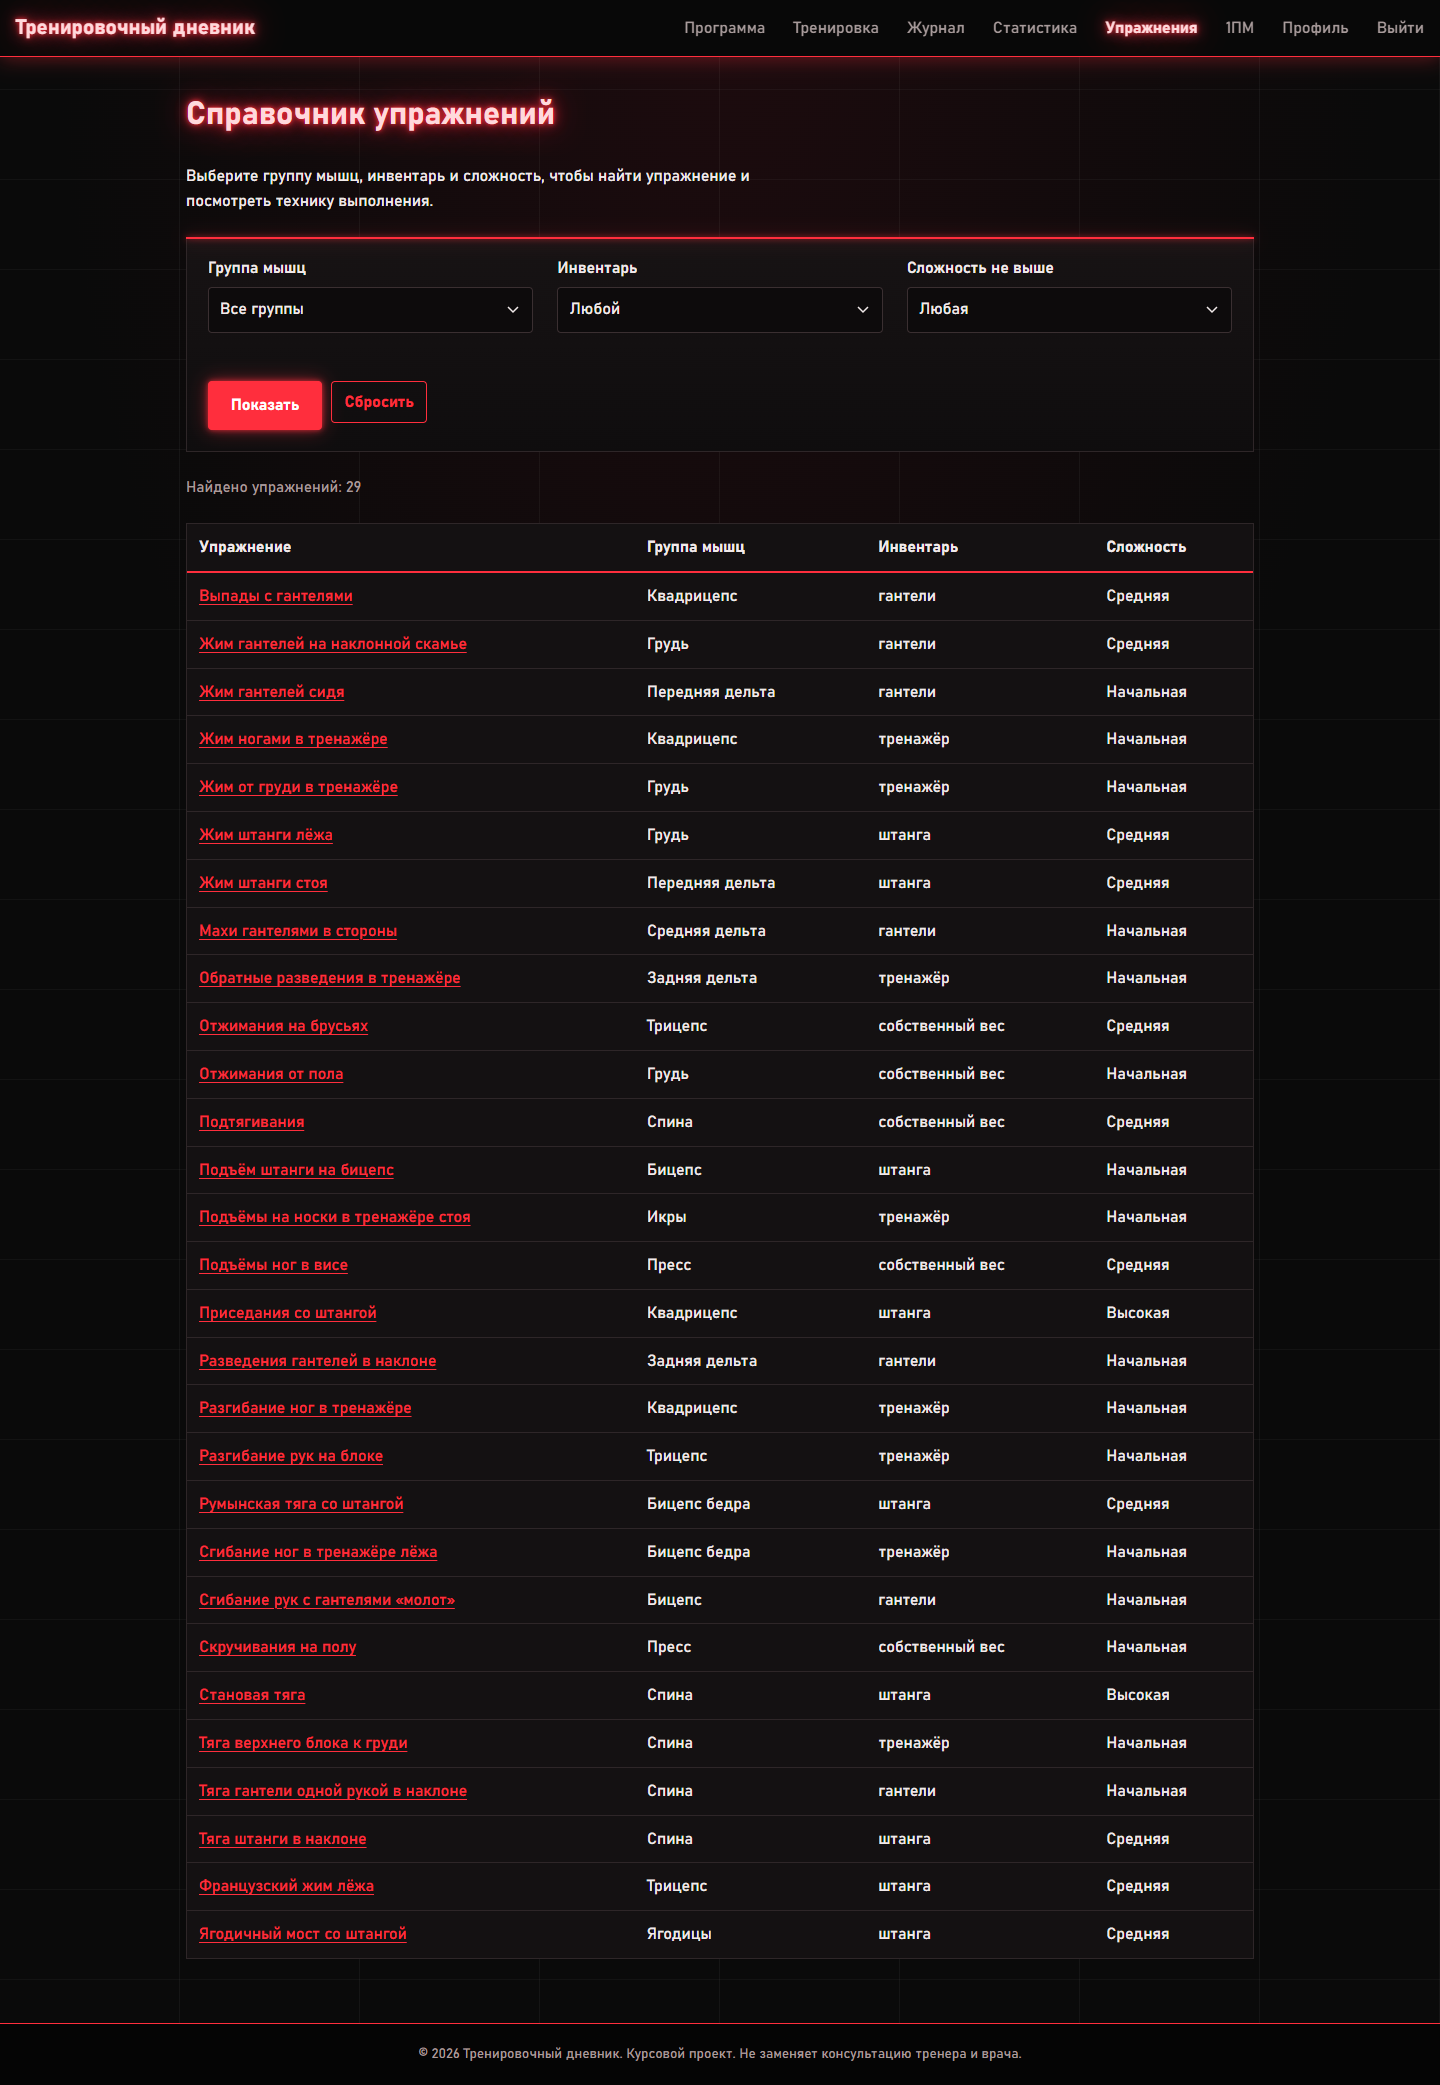 Тренировочный дневник Программа Тренировка Журнал Статистика Упражнения 1ПМ Профиль Выйти
Справочник упражнений
Выберите группу мышц, инвентарь и сложность, чтобы найти упражнение и
посмотреть технику выполнения.
Группа мышц Инвентарь Сложность не выше
Все группы Любой Любая
Показать Сбросить
Найдено упражнений: 29
Упражнение Группа мышц Инвентарь Сложность
Выпады с гантелями Квадрицепс гантели Средняя
Жим гантелей на наклонной скамье Грудь гантели Средняя
Жим гантелей сидя Передняя дельта гантели Начальная
Жим ногами в тренажёре Квадрицепс тренажёр Начальная
Жим от груди в тренажёре Грудь тренажёр Начальная
Жим штанги лёжа Грудь штанга Средняя
Жим штанги стоя Передняя дельта штанга Средняя
Махи гантелями в стороны Средняя дельта гантели Начальная
Обратные разведения в тренажёре Задняя дельта тренажёр Начальная
Отжимания на брусьях Трицепс собственный вес Средняя
Отжимания от пола Грудь собственный вес Начальная
Подтягивания Спина собственный вес Средняя
Подъём штанги на бицепс Бицепс штанга Начальная
Подъёмы на носки в тренажёре стоя Икры тренажёр Начальная
Подъёмы ног в висе Пресс собственный вес Средняя
Приседания со штангой Квадрицепс штанга Высокая
Разведения гантелей в наклоне Задняя дельта гантели Начальная
Разгибание ног в тренажёре Квадрицепс тренажёр Начальная
Разгибание рук на блоке Трицепс тренажёр Начальная
Румынская тяга со штангой Бицепс бедра штанга Средняя
Сгибание ног в тренажёре лёжа Бицепс бедра тренажёр Начальная
Сгибание рук с гантелями «молот» Бицепс гантели Начальная
Скручивания на полу Пресс собственный вес Начальная
Становая тяга Спина штанга Высокая
Тяга верхнего блока к груди Спина тренажёр Начальная
Тяга гантели одной рукой в наклоне Спина гантели Начальная
Тяга штанги в наклоне Спина штанга Средняя
Французский жим лёжа Трицепс штанга Средняя
Ягодичный мост со штангой Ягодицы штанга Средняя
© 2026 Тренировочный дневник. Курсовой проект. Не заменяет консультацию тренера и врача.